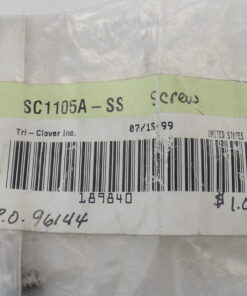 SC1105A-SS Screw
Tri-Clover Inc. 07/15/99 UNITED STATES
189840
P.O. 96144 $1.0